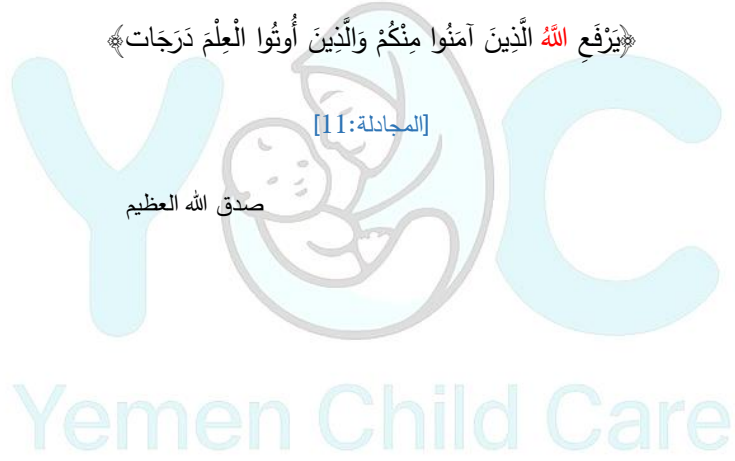 ﴿يَرْفَعِ اللَّهُ الَّذِينَ آمَنُوا مِنْكُمْ وَالَّذِينَ أُوتُوا الْعِلْمَ دَرَجَات﴾
[المجادلة:11]
صدق الله العظيم
YCC
Yemen Child Care